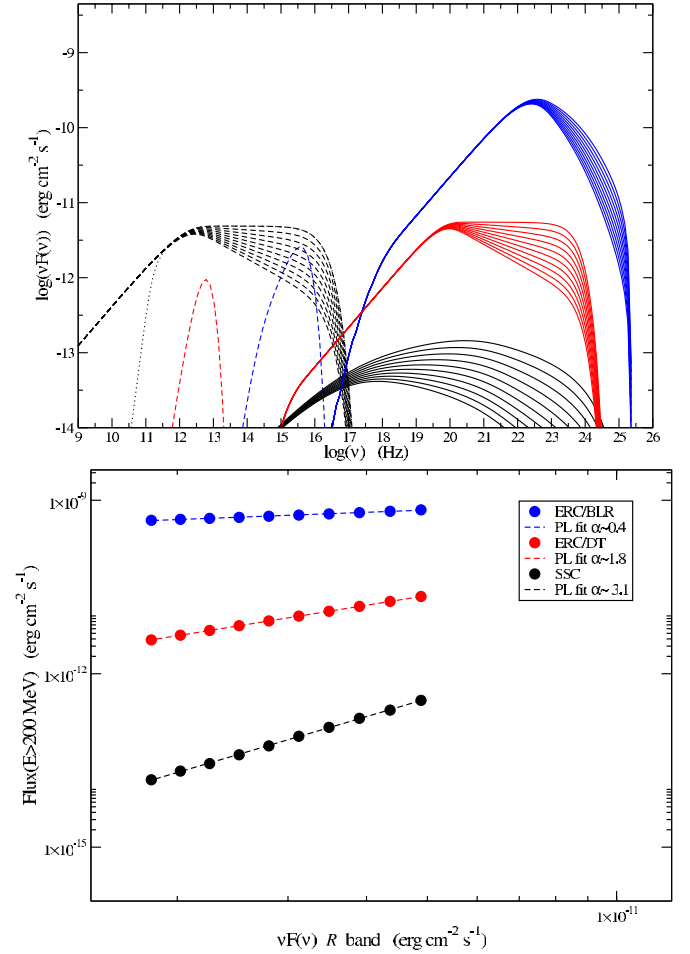 -9
-10
-11
-12
-13
-14
log(νF(ν)) (erg cm⁻² s⁻¹)
9 10 11 12 13 14 15 16 17 18 19 20 21 22 23 24 25 26
log(ν) (Hz)
1×10⁻⁹
1×10⁻¹²
1×10⁻¹⁵
Flux(E>200 MeV) (erg cm⁻² s⁻¹)
ERC/BLR
PL fit α~0.4
ERC/DT
PL fit α~1.8
SSC
PL fit α~ 3.1
1×10⁻¹¹
νF(ν) R band (erg cm⁻² s⁻¹)